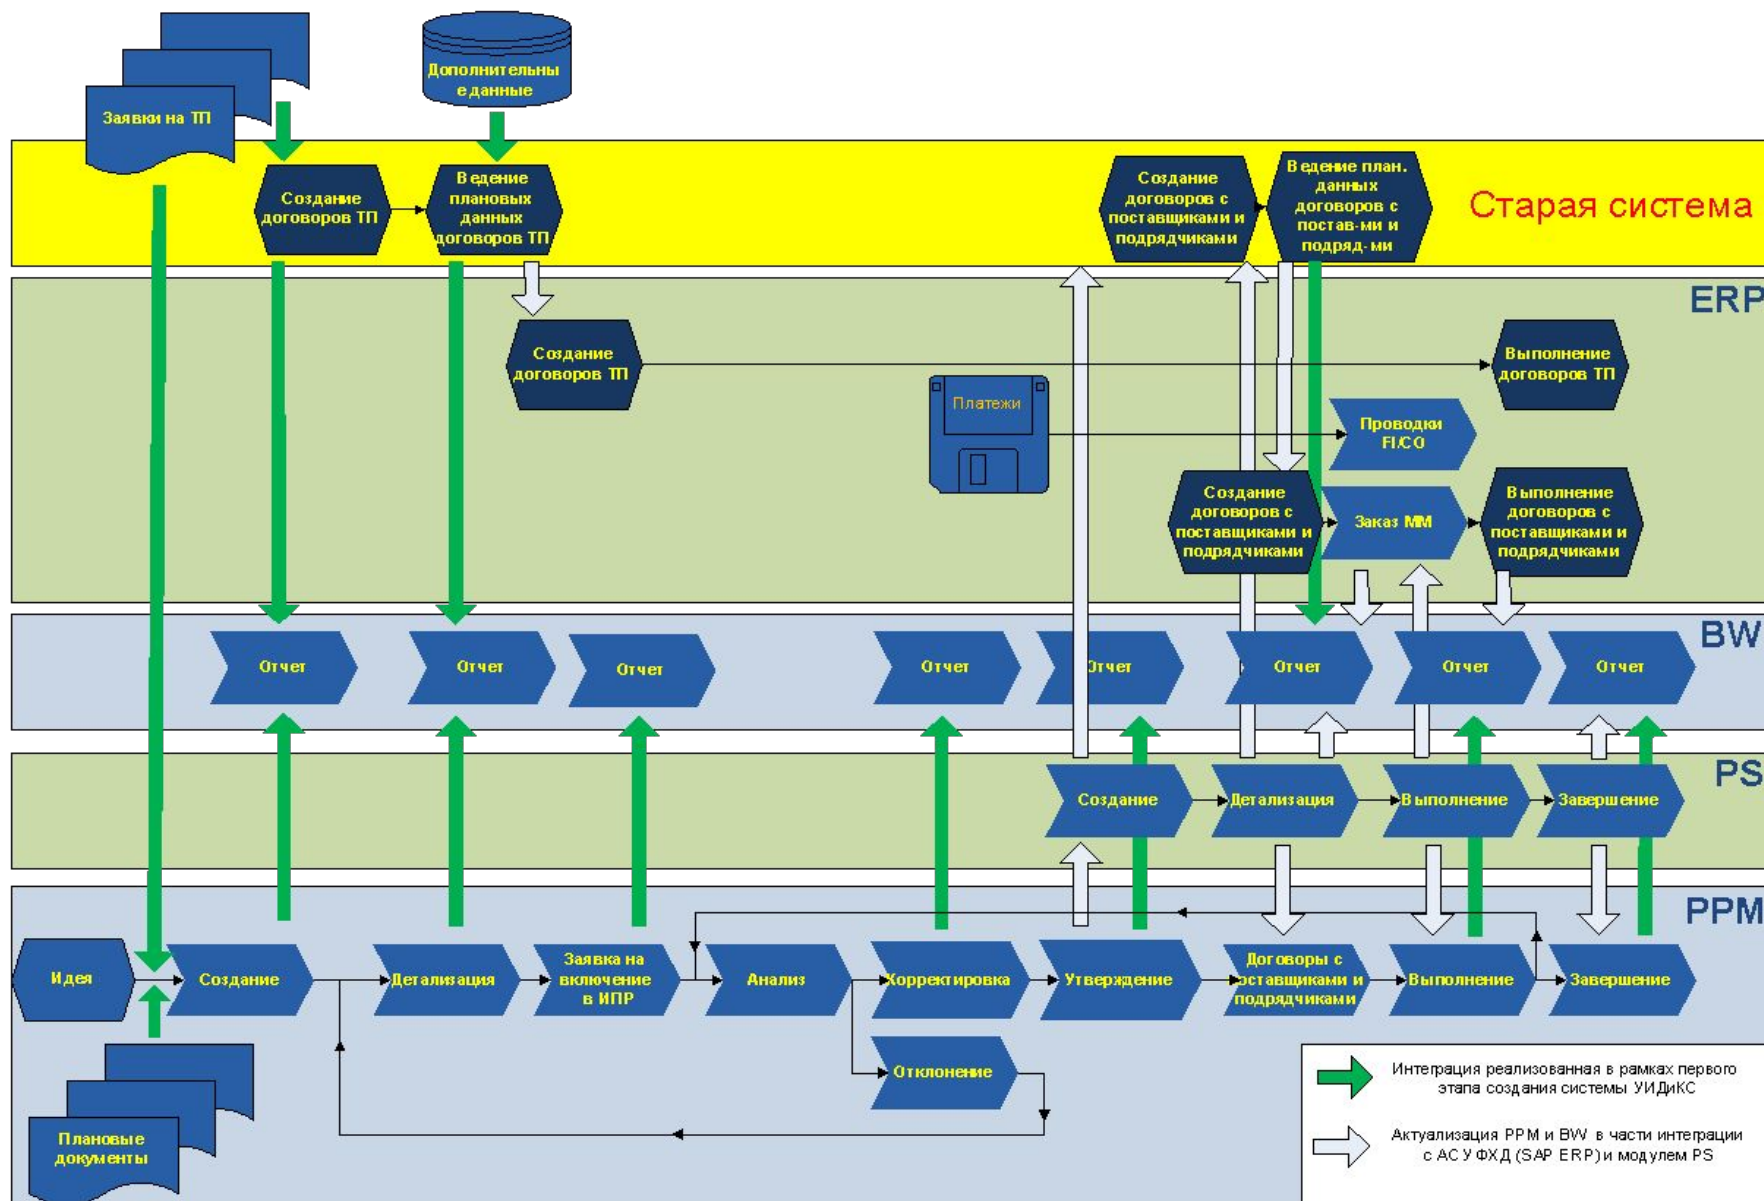 Заявки на ТП
Дополнительны
е данные
Создание
договоров ТП
Ведение
плановых
данных
договоров ТП
Создание
договоров с
поставщиками и
подрядчиками
Ведение план.
данных
договоров с
постав-ми и
подряд-ми
Старая система
ERP
Создание
договоров ТП
Выполнение
договоров ТП
Платежи
Проводки
FI/CO
Создание
договоров с
поставщиками и
подрядчиками
Заказ ММ
Выполнение
договоров с
поставщиками и
подрядчиками
BW
Отчет
Отчет
Отчет
Отчет
Отчет
Отчет
Отчет
Отчет
PS
Создание
Детализация
Выполнение
Завершение
PPM
Идея
Создание
Детализация
Заявка на
включение
в ИПР
Анализ
Корректировка
Утверждение
Договоры с
поставщиками и
подрядчиками
Выполнение
Завершение
Отклонение
Плановые
документы
Интеграция реализованная в рамках первого
этапа создания системы УИДиКС
Актуализация PPM и BW в части интеграции
с АСУ ФХД (SAP ERP) и модулем PS